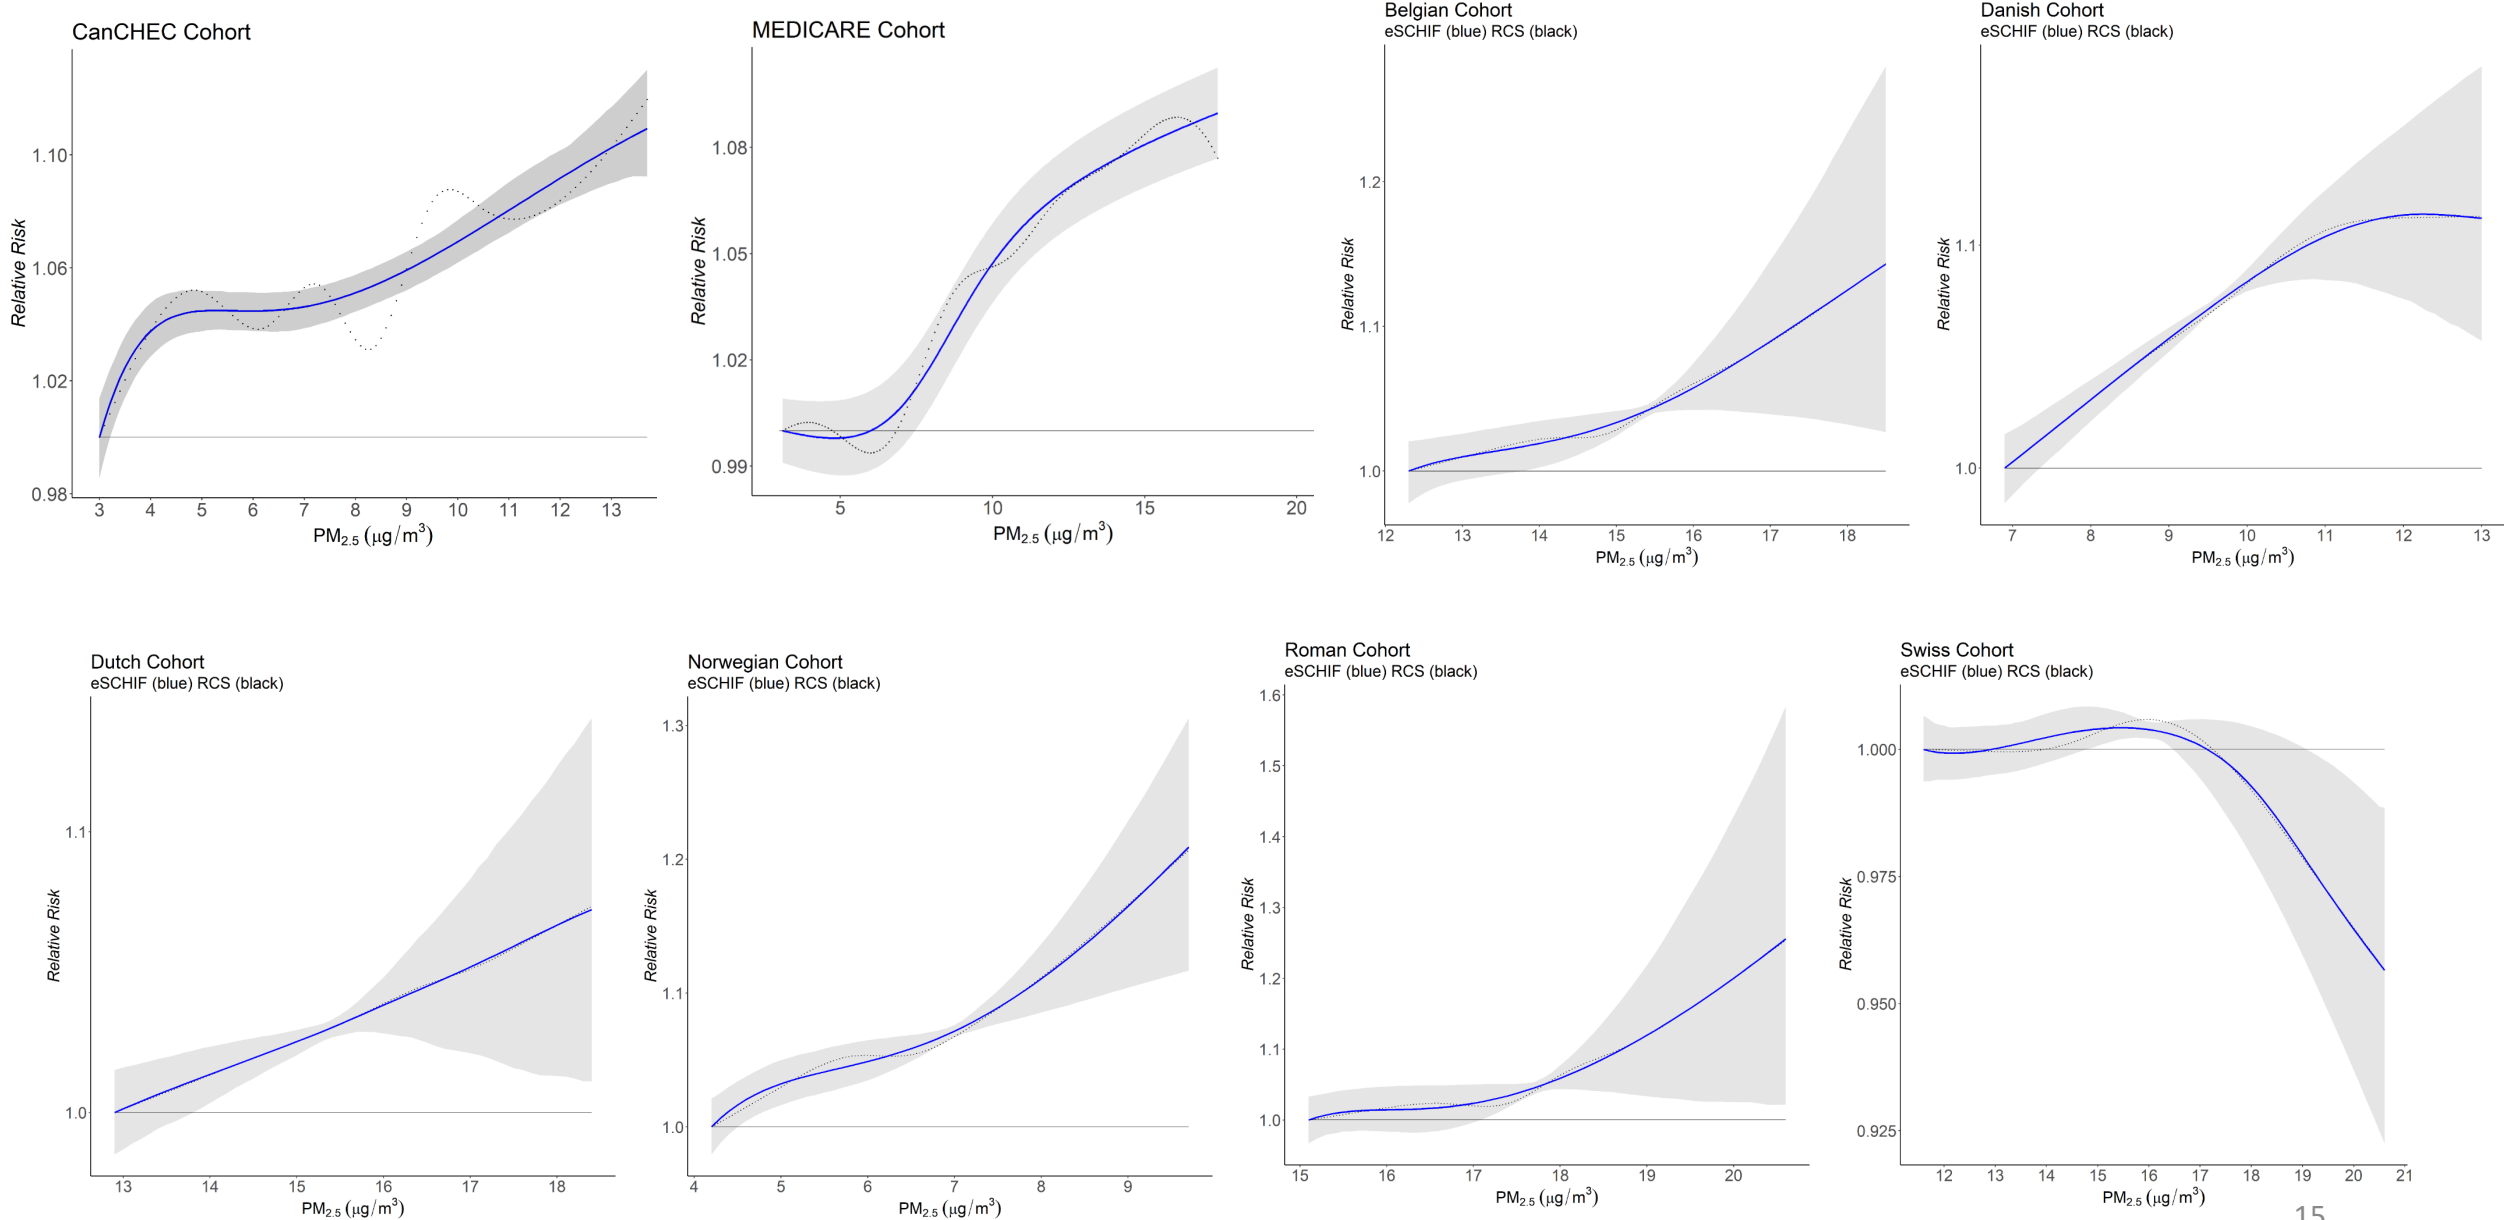 CanCHEC Cohort
1.10
1.06
1.02
0.98
Relative Risk
3 4 5 6 7 8 9 10 11 12 13
PM2.5 (μg/m³)
MEDICARE Cohort
1.08
1.05
1.02
0.99
Relative Risk
5 10 15 20
PM2.5 (μg/m³)
Belgian Cohort
eSCHIF (blue) RCS (black)
1.2
1.1
1.0
Relative Risk
12 13 14 15 16 17 18
PM2.5 (μg/m³)
Danish Cohort
eSCHIF (blue) RCS (black)
1.1
1.0
Relative Risk
7 8 9 10 11 12 13
PM2.5 (μg/m³)
Dutch Cohort
eSCHIF (blue) RCS (black)
1.1
1.0
Relative Risk
13 14 15 16 17 18
PM2.5 (μg/m³)
Norwegian Cohort
eSCHIF (blue) RCS (black)
1.3
1.2
1.1
1.0
Relative Risk
4 5 6 7 8 9
PM2.5 (μg/m³)
Roman Cohort
eSCHIF (blue) RCS (black)
1.6
1.5
1.4
1.3
1.2
1.1
1.0
Relative Risk
15 16 17 18 19 20
PM2.5 (μg/m³)
Swiss Cohort
eSCHIF (blue) RCS (black)
1.000
0.975
0.950
0.925
Relative Risk
12 13 14 15 16 17 18 19 20 21
PM2.5 (μg/m³)
15